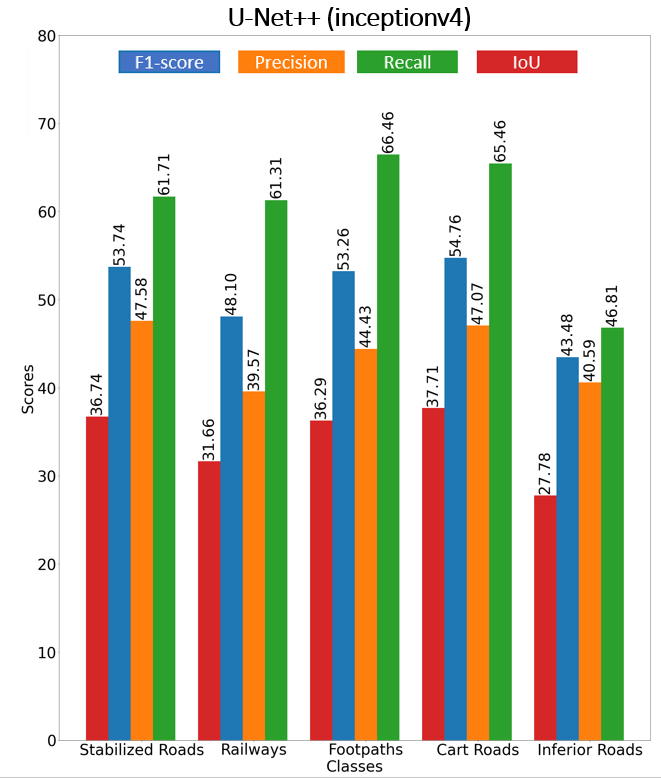 U-Net++ (inceptionv4)
F1-score Precision Recall IoU
80
70
60
50
40
30
20
10
0
Scores
36.74 53.74 47.58 61.71
31.66 48.10 39.57 61.31
36.29 53.26 44.43 66.46
37.71 54.76 47.07 65.46
27.78 43.48 40.59 46.81
Stabilized Roads Railways Footpaths Cart Roads Inferior Roads
Classes